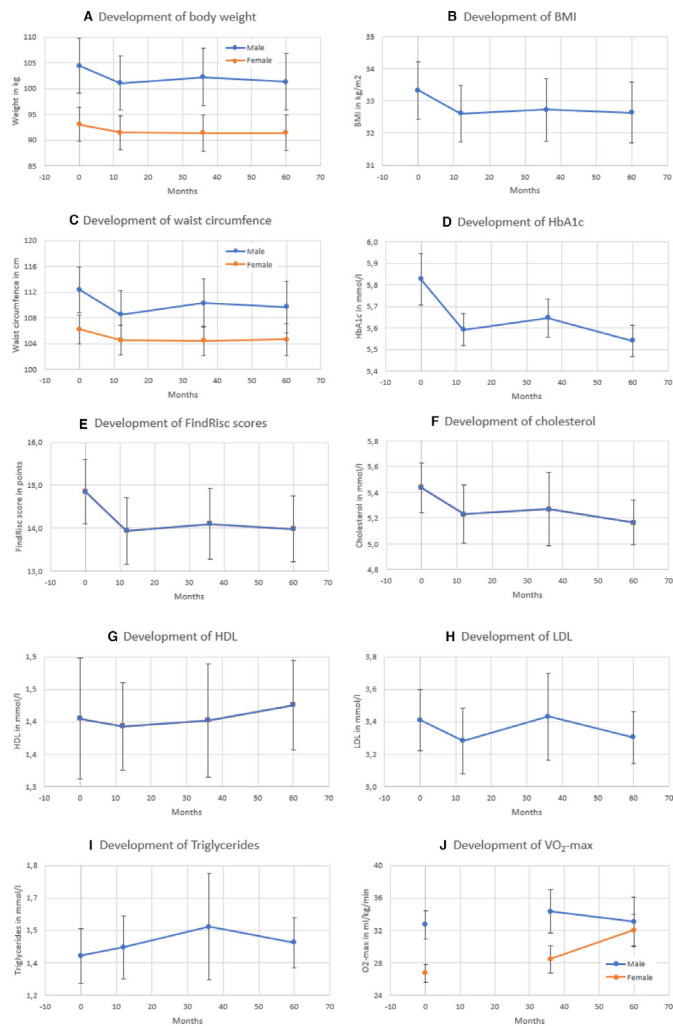 A Development of body weight
Weight in kg
110
105
100
95
90
85
-10 0 10 20 30 40 50 60 70
Months
Male
Female
B Development of BMI
BMI in kg/m2
35
34
33
32
31
-10 0 10 20 30 40 50 60 70
Months
C Development of waist circumfence
Waist circumfence in cm
120
116
112
108
104
100
-10 0 10 20 30 40 50 60 70
Months
Male
Female
D Development of HbA1c
HbA1c in mmol/l
6,0
5,9
5,8
5,7
5,6
5,5
5,4
-10 0 10 20 30 40 50 60 70
Months
E Development of FindRisc scores
FindRisc score in points
16,0
15,0
14,0
13,0
-10 0 10 20 30 40 50 60 70
Months
F Development of cholesterol
Cholesterol in mmol/l
5,8
5,6
5,4
5,2
5,0
4,8
-10 0 10 20 30 40 50 60 70
Months
G Development of HDL
HDL in mmol/l
1,5
1,5
1,4
1,4
1,3
-10 0 10 20 30 40 50 60 70
Months
H Development of LDL
LDL in mmol/l
3,8
3,6
3,4
3,2
3,0
-10 0 10 20 30 40 50 60 70
Months
I Development of Triglycerides
Triglycerides in mmol/l
1,8
1,7
1,5
1,4
1,2
-10 0 10 20 30 40 50 60 70
Months
J Development of VO2-max
O2-max in ml/kg/min
40
36
32
28
24
-10 0 10 20 30 40 50 60 70
Months
Male
Female